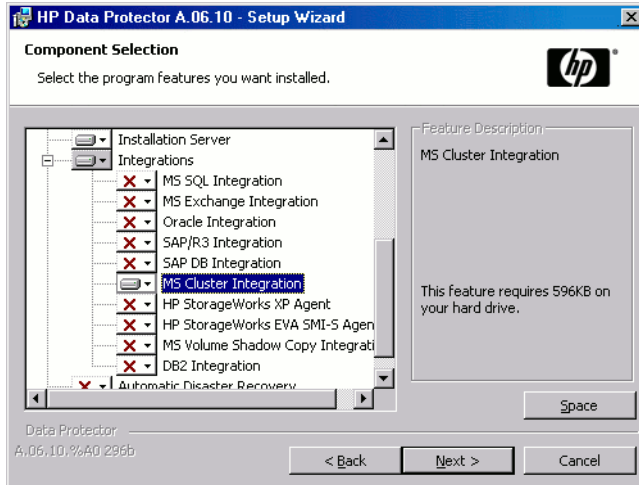 HP Data Protector A.06.10 - Setup Wizard
Component Selection
Select the program features you want installed.
hp
Installation Server
Integrations
MS SQL Integration
MS Exchange Integration
Oracle Integration
SAP/R3 Integration
SAP DB Integration
MS Cluster Integration
HP StorageWorks XP Agent
HP StorageWorks EVA SMI-S Agen
MS Volume Shadow Copy Integrati
DB2 Integration
Automatic Disaster Recovery
Feature Description
MS Cluster Integration
This feature requires 596KB on
your hard drive.
Space
Data Protector
A.06.10.%A0 296b
< Back
Next >
Cancel